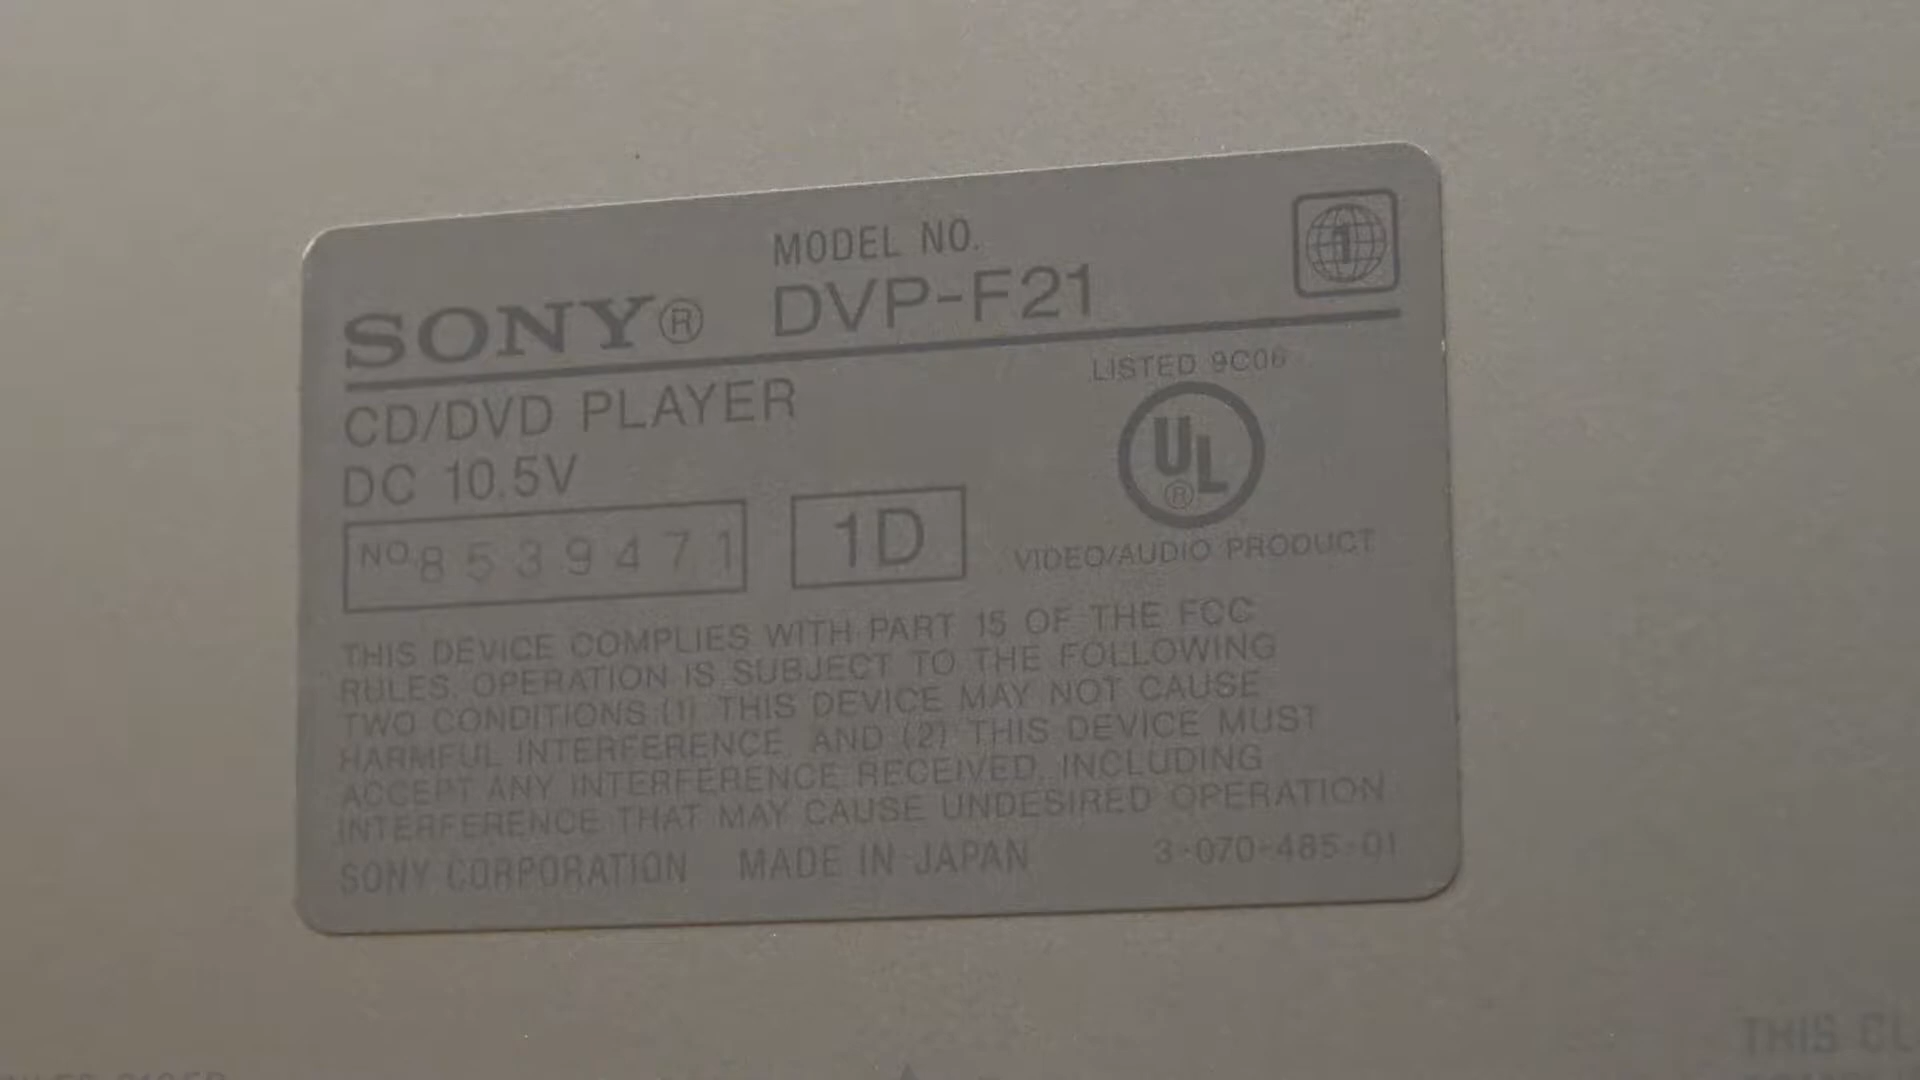 MODEL NO.
SONY® DVP-F21
1
CD/DVD PLAYER
LISTED 9C06
DC 10.5V
UL®
NO. 8539471
1D
VIDEO/AUDIO PRODUCT
THIS DEVICE COMPLIES WITH PART 15 OF THE FCC
RULES. OPERATION IS SUBJECT TO THE FOLLOWING
TWO CONDITIONS (1) THIS DEVICE MAY NOT CAUSE
HARMFUL INTERFERENCE, AND (2) THIS DEVICE MUST
ACCEPT ANY INTERFERENCE RECEIVED, INCLUDING
INTERFERENCE THAT MAY CAUSE UNDESIRED OPERATION.
SONY CORPORATION MADE IN JAPAN 3-070-485-01
THIS